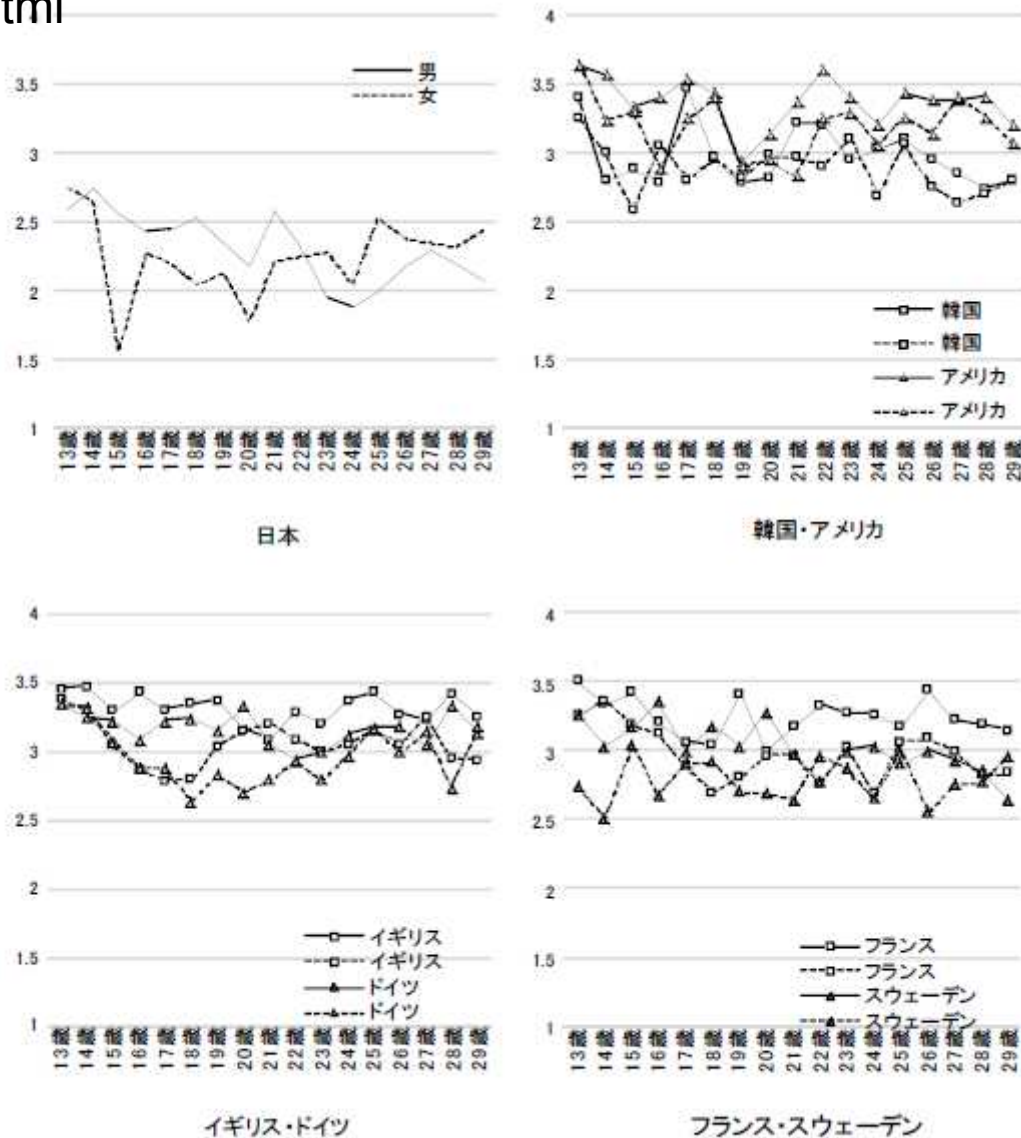 tml
4
3.5
3
2.5
2
1.5
1
男
女
13歳
14歳
15歳
16歳
17歳
18歳
19歳
20歳
21歳
22歳
23歳
24歳
25歳
26歳
27歳
28歳
29歳
日本
4
3.5
3
2.5
2
1.5
1
韓国
韓国
アメリカ
アメリカ
13歳
14歳
15歳
16歳
17歳
18歳
19歳
20歳
21歳
22歳
23歳
24歳
25歳
26歳
27歳
28歳
29歳
韓国・アメリカ
4
3.5
3
2.5
2
1.5
1
イギリス
イギリス
ドイツ
ドイツ
13歳
14歳
15歳
16歳
17歳
18歳
19歳
20歳
21歳
22歳
23歳
24歳
25歳
26歳
27歳
28歳
29歳
イギリス・ドイツ
4
3.5
3
2.5
2
1.5
1
フランス
フランス
スウェーデン
スウェーデン
13歳
14歳
15歳
16歳
17歳
18歳
19歳
20歳
21歳
22歳
23歳
24歳
25歳
26歳
27歳
28歳
29歳
フランス・スウェーデン